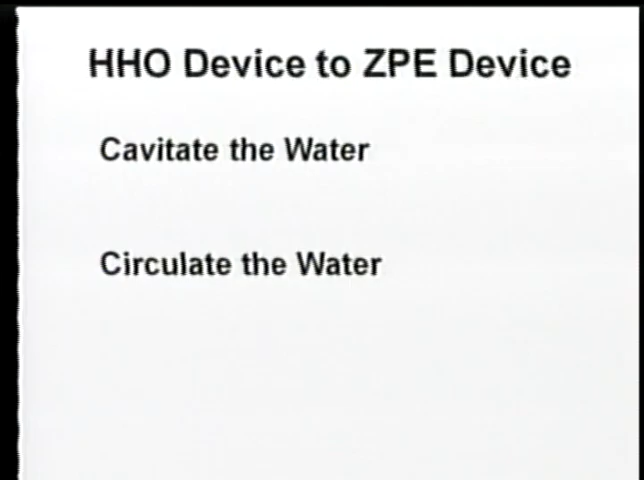 HHO Device to ZPE Device
Cavitate the Water
Circulate the Water